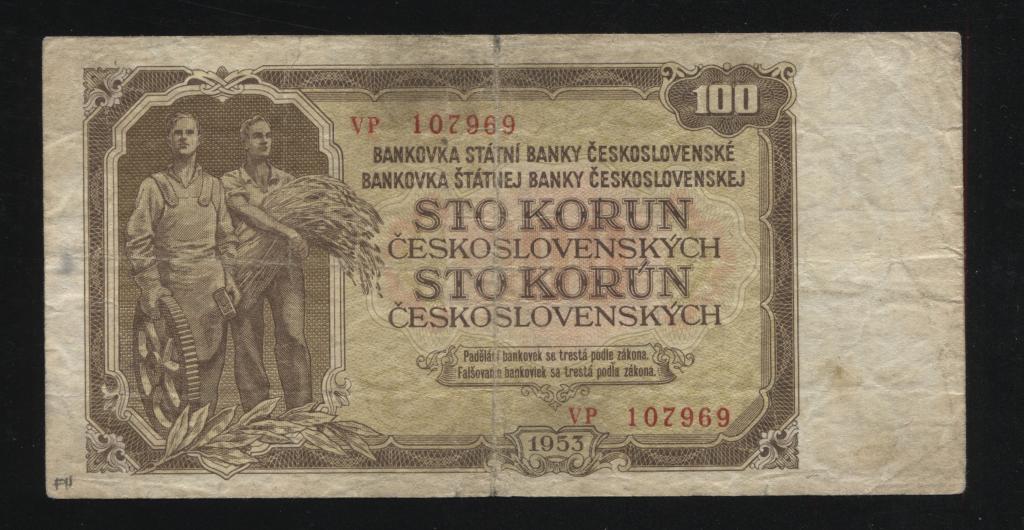 100
VP 107969
BANKOVKA STÁTNÍ BANKY ČESKOSLOVENSKÉ
BANKOVKA ŠTÁTNEJ BANKY ČESKOSLOVENSKEJ
STO KORUN
ČESKOSLOVENSKÝCH
STO KORÚN
ČESKOSLOVENSKÝCH
Padělání bankovek se trestá podle zákona.
Falšovanie bankoviek sa trestá podľa zákona.
VP 107969
1953